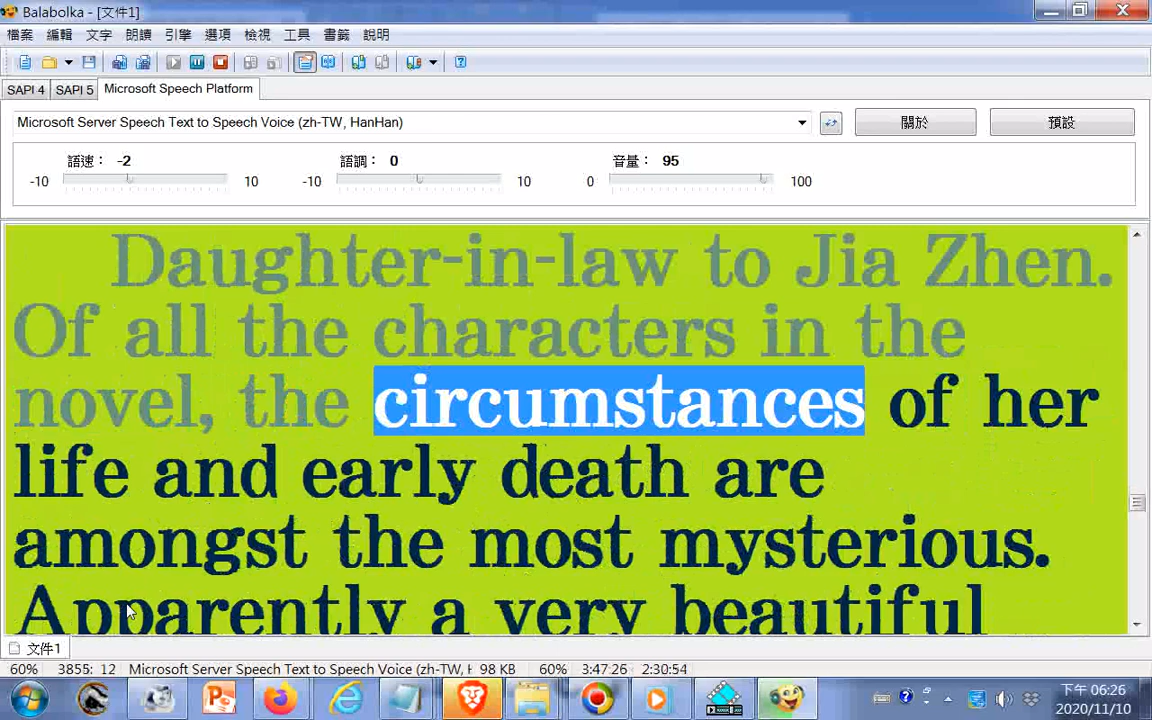 Balabolka - [文件1]
檔案 編輯 文字 朗讀 引擎 選項 檢視 工具 書籤 說明
SAPI 4 SAPI 5 Microsoft Speech Platform
Microsoft Server Speech Text to Speech Voice (zh-TW, HanHan) 關於 預設
語速： -2 語調： 0 音量： 95
-10 10 -10 10 0 100
Daughter-in-law to Jia Zhen.
Of all the characters in the
novel, the circumstances of her
life and early death are
amongst the most mysterious.
Apparently a very beautiful
文件1
60% 3855: 12 Microsoft Server Speech Text to Speech Voice (zh-TW, H 98 KB 60% 3:47:26 2:30:54
下午 06:26
2020/11/10